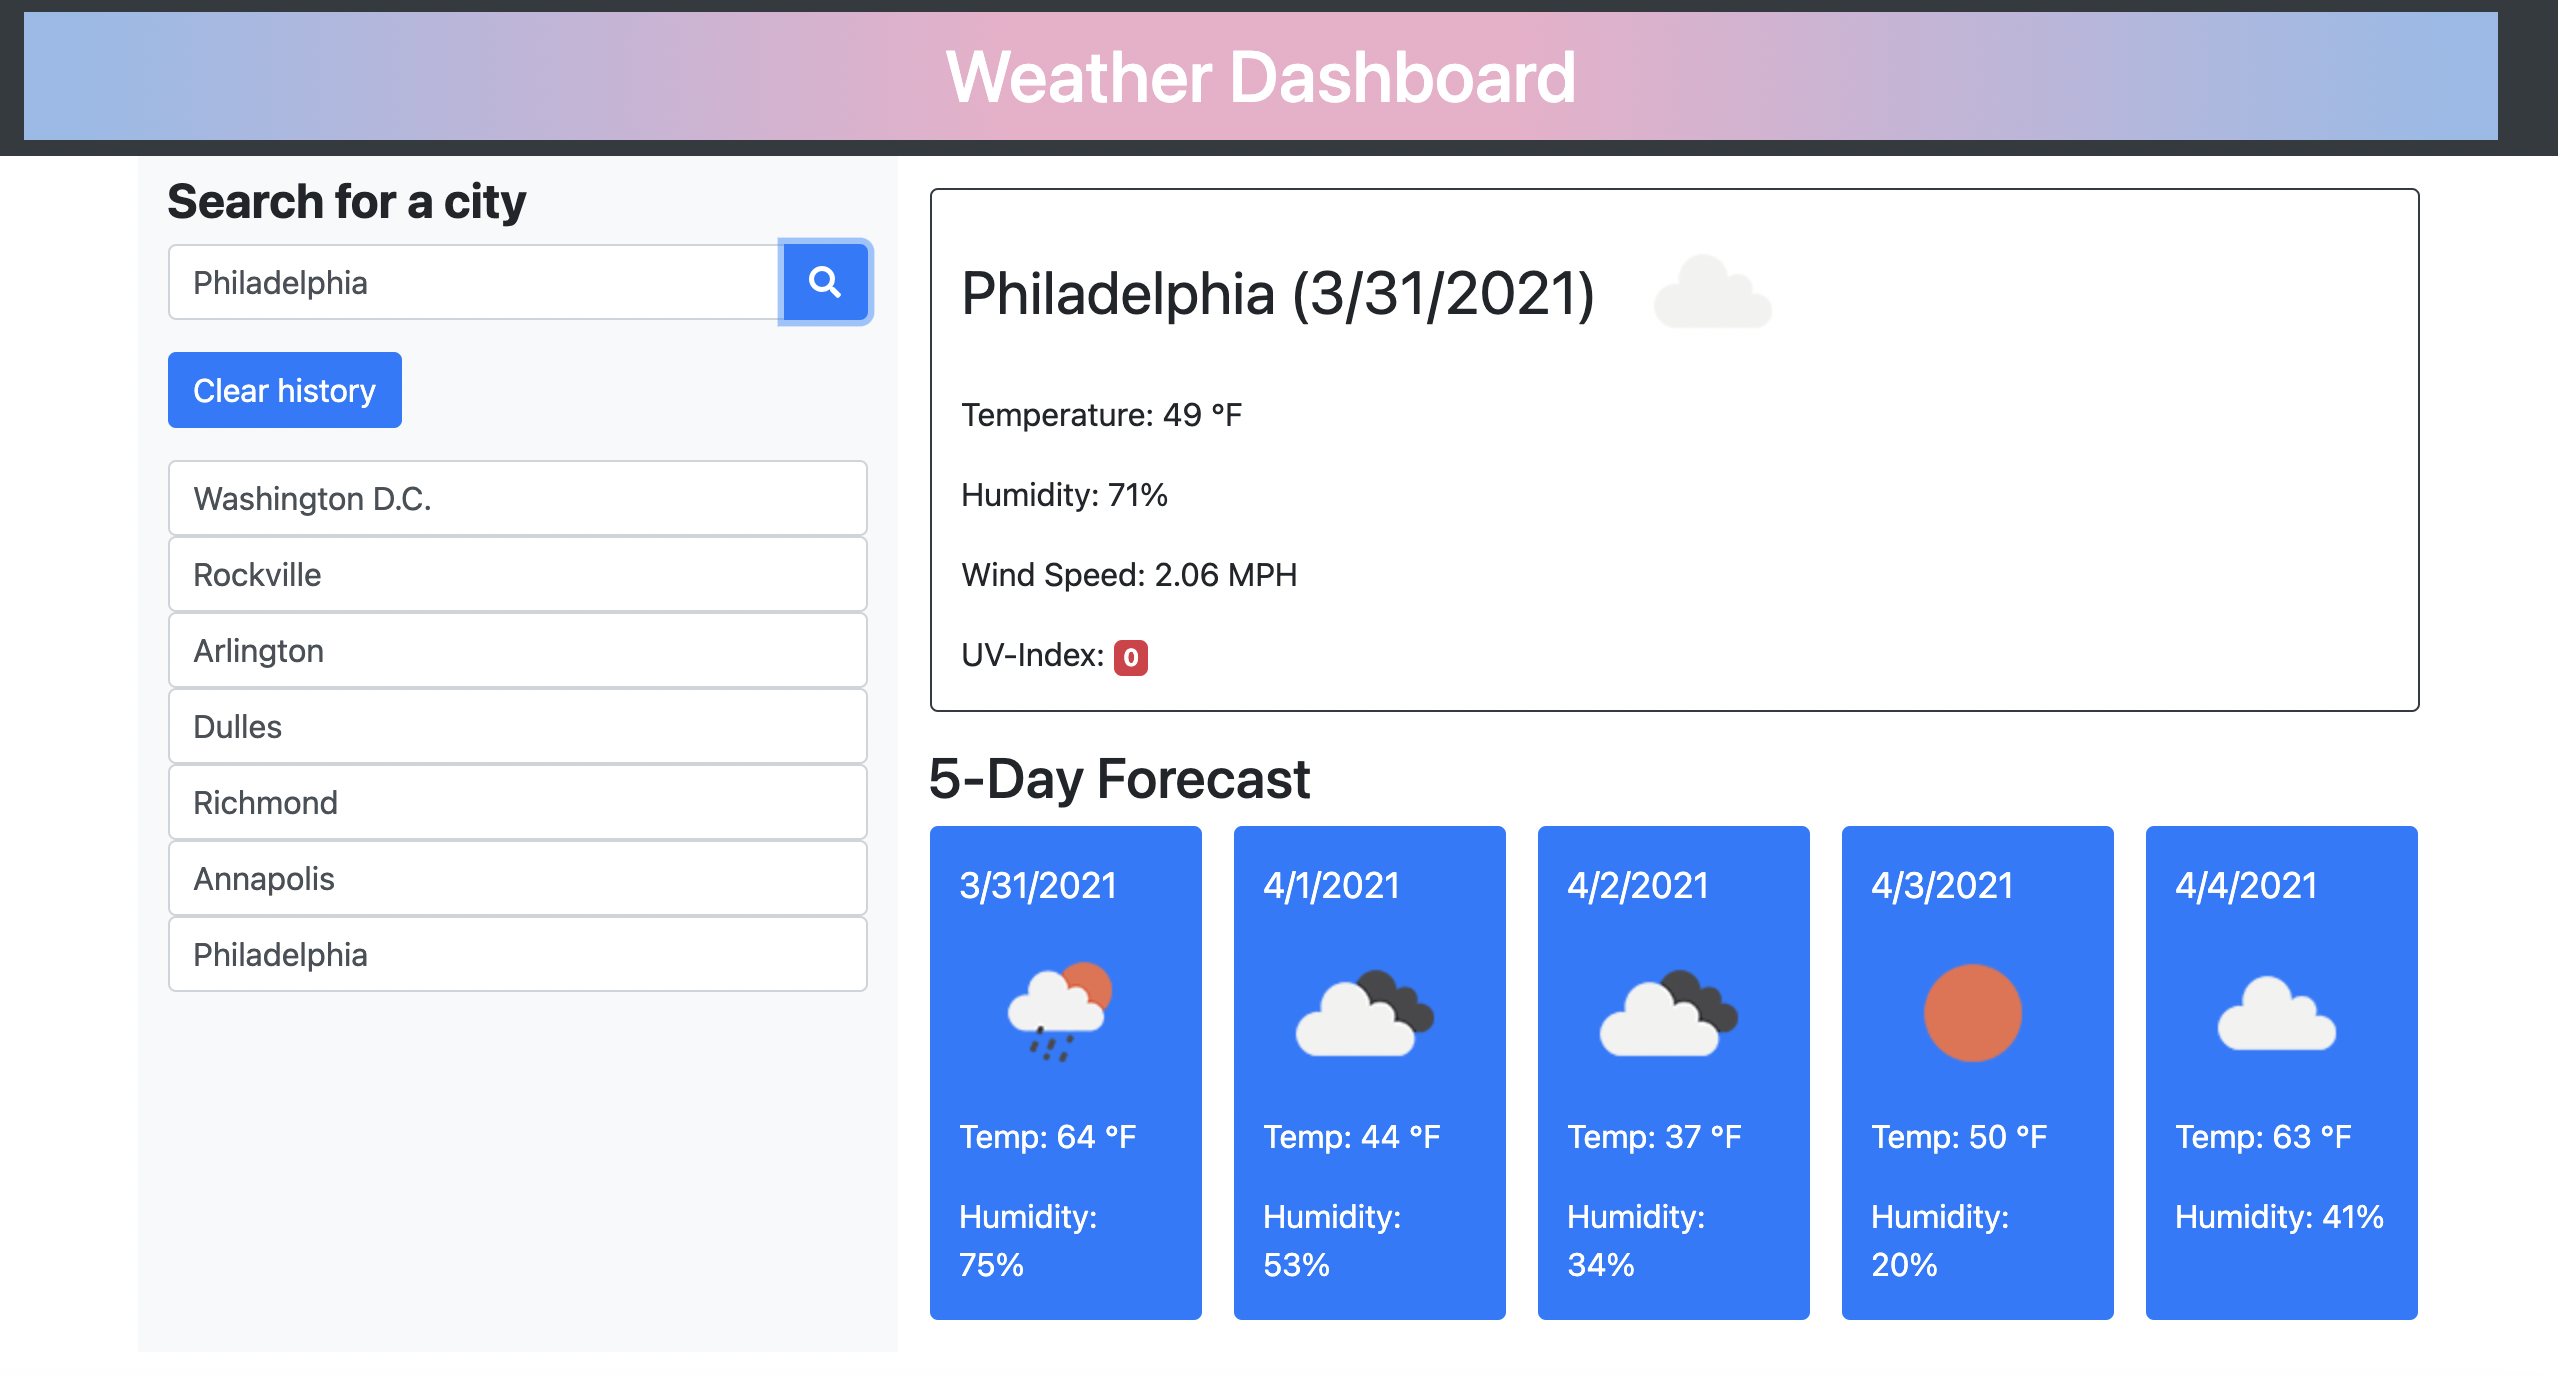 Weather Dashboard
Search for a city
Philadelphia
Clear history
Washington D.C.
Rockville
Arlington
Dulles
Richmond
Annapolis
Philadelphia
Philadelphia (3/31/2021)
Temperature: 49 °F
Humidity: 71%
Wind Speed: 2.06 MPH
UV-Index: 0
5-Day Forecast
3/31/2021
Temp: 64 °F
Humidity:
75%
4/1/2021
Temp: 44 °F
Humidity:
53%
4/2/2021
Temp: 37 °F
Humidity:
34%
4/3/2021
Temp: 50 °F
Humidity:
20%
4/4/2021
Temp: 63 °F
Humidity: 41%